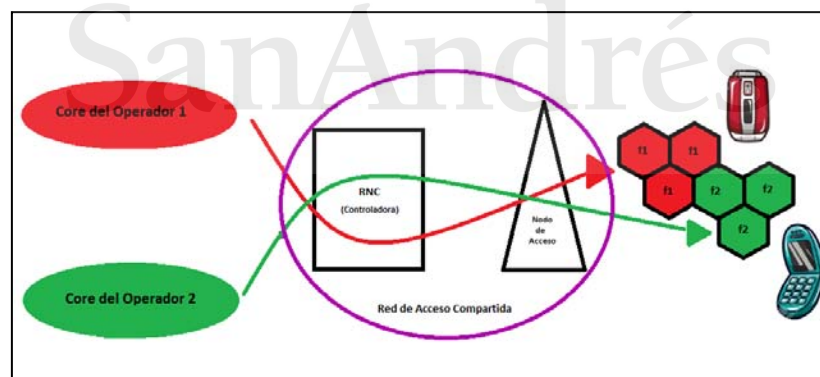 SanAndrés
Core del Operador 1
RNC
(Controladora)
Nodo
de
Acceso
f1
f1
f1
f2
f2
f2
Core del Operador 2
Red de Acceso Compartida